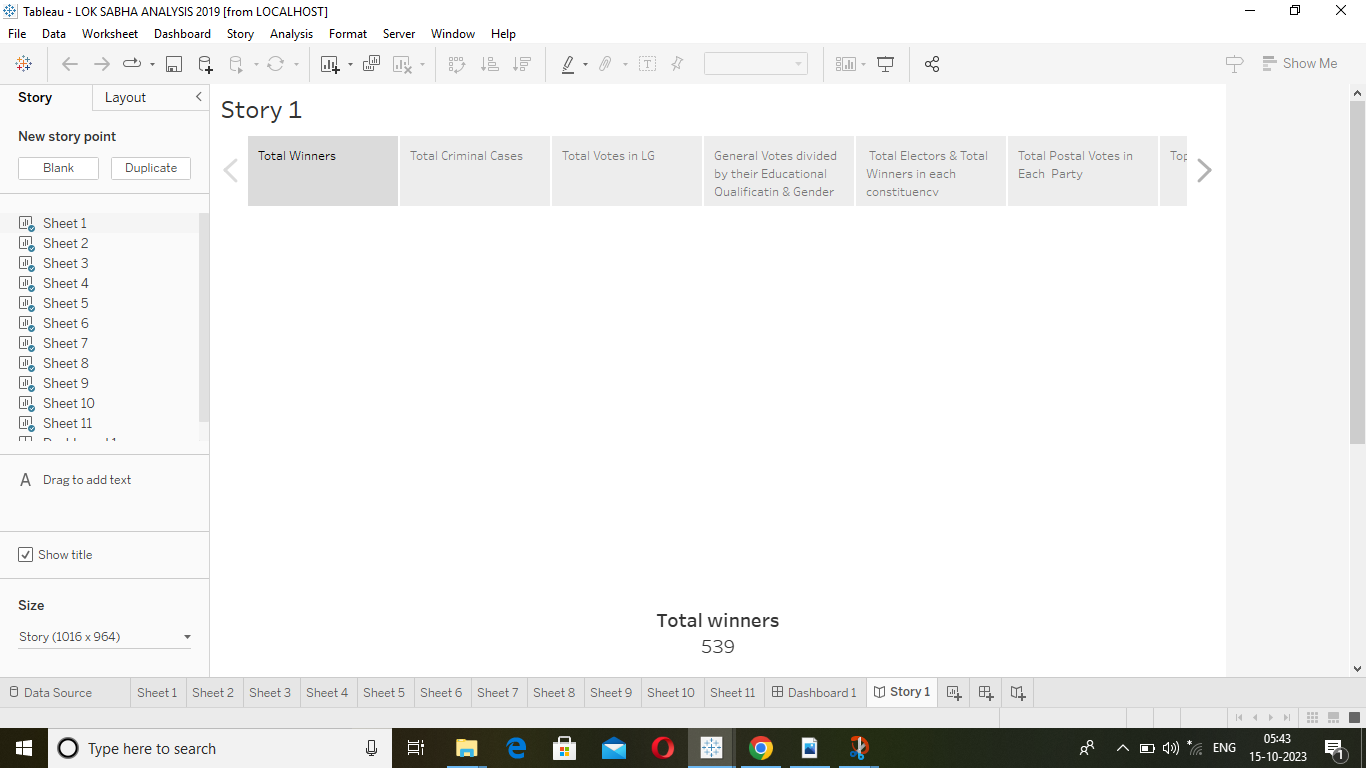 Tableau - LOK SABHA ANALYSIS 2019 [from LOCALHOST]
File Data Worksheet Dashboard Story Analysis Format Server Window Help
Show Me
Story Layout
New story point
Blank Duplicate
Sheet 1
Sheet 2
Sheet 3
Sheet 4
Sheet 5
Sheet 6
Sheet 7
Sheet 8
Sheet 9
Sheet 10
Sheet 11
A Drag to add text
Show title
Size
Story (1016 x 964)
Story 1
Total Winners
Total Criminal Cases
Total Votes in LG
General Votes divided
by their Educational
Qualificatin & Gender
Total Electors & Total
Winners in each
constituency
Total Postal Votes in
Each Party
Total winners
539
Data Source Sheet 1 Sheet 2 Sheet 3 Sheet 4 Sheet 5 Sheet 6 Sheet 7 Sheet 8 Sheet 9 Sheet 10 Sheet 11 Dashboard 1 Story 1
Type here to search
ENG
05:43
15-10-2023
1